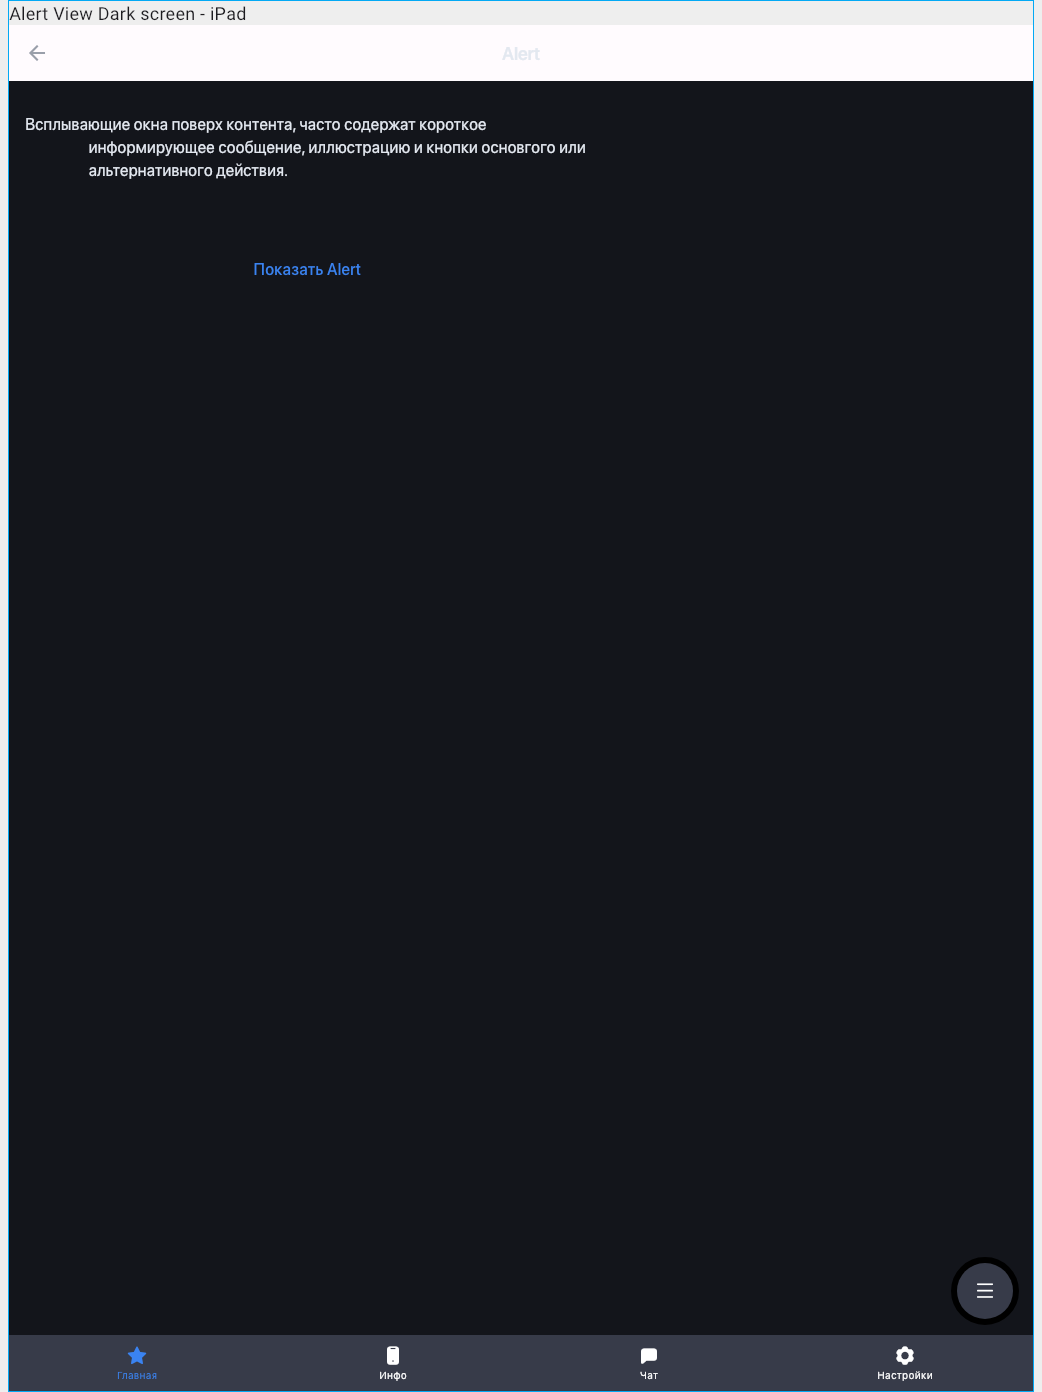 Alert View Dark screen - iPad
Alert
Всплывающие окна поверх контента, часто содержат короткое
информирующее сообщение, иллюстрацию и кнопки основгого или
альтернативного действия.
Показать Alert
Главная
Инфо
Чат
Настройки